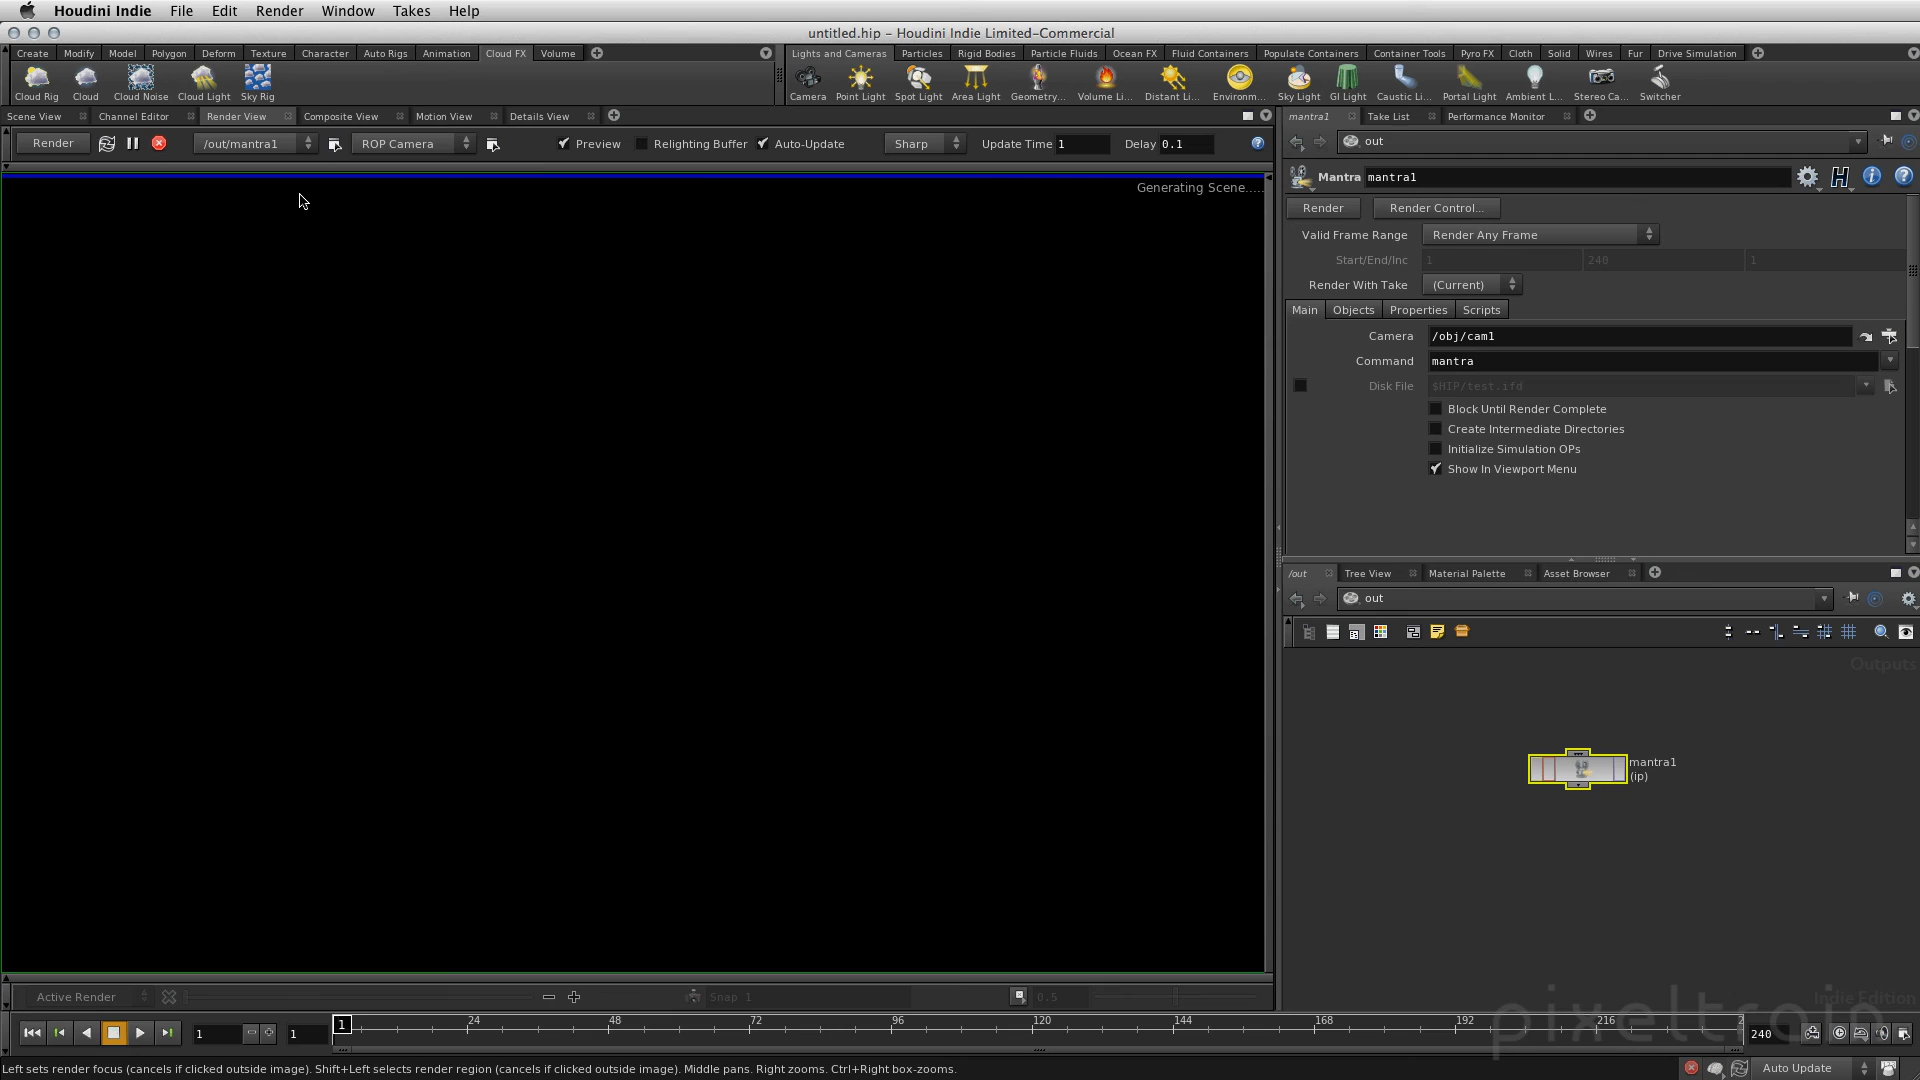 Houdini Indie File Edit Render Window Takes Help
untitled.hip – Houdini Indie Limited-Commercial
Create Modify Model Polygon Deform Texture Character Auto Rigs Animation Cloud FX Volume
Lights and Cameras Particles Rigid Bodies Particle Fluids Ocean FX Fluid Containers Populate Containers Container Tools Pyro FX Cloth Solid Wires Fur Drive Simulation
Cloud Rig Cloud Cloud Noise Cloud Light Sky Rig
Camera Point Light Spot Light Area Light Geometry... Volume Li... Distant Li... Environm... Sky Light GI Light Caustic Li... Portal Light Ambient L... Stereo Ca... Switcher
Scene View Channel Editor Render View Composite View Motion View Details View
mantra1 Take List Performance Monitor
Render /out/mantra1 ROP Camera Preview Relighting Buffer Auto-Update Sharp Update Time 1 Delay 0.1
out
Generating Scene.....
Mantra mantra1
Render Render Control...
Valid Frame Range Render Any Frame
Start/End/Inc 1 240 1
Render With Take (Current)
Main Objects Properties Scripts
Camera /obj/cam1
Command mantra
Disk File $HIP/test.ifd
Block Until Render Complete
Create Intermediate Directories
Initialize Simulation OPs
Show In Viewport Menu
/out Tree View Material Palette Asset Browser
out
Outputs
mantra1
(ip)
Active Render Snap 1 0.5
Indie Edition
pixeltrain
1 1 1 24 48 72 96 120 144 168 192 216 2 240
Left sets render focus (cancels if clicked outside image). Shift+Left selects render region (cancels if clicked outside image). Middle pans. Right zooms. Ctrl+Right box-zooms.
Auto Update